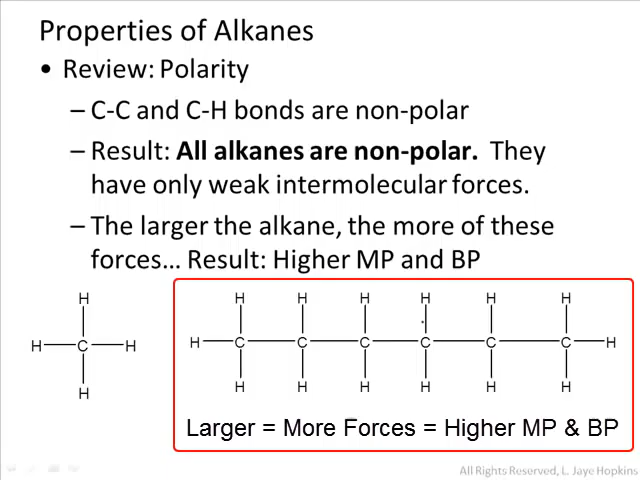 Properties of Alkanes
• Review: Polarity
– C-C and C-H bonds are non-polar
– Result: All alkanes are non-polar. They
have only weak intermolecular forces.
– The larger the alkane, the more of these
forces... Result: Higher MP and BP
H
H C H
H
H H H H H H
H C C C C C C H
H H H H H H
Larger = More Forces = Higher MP & BP
All Rights Reserved, L. Jaye Hopkins